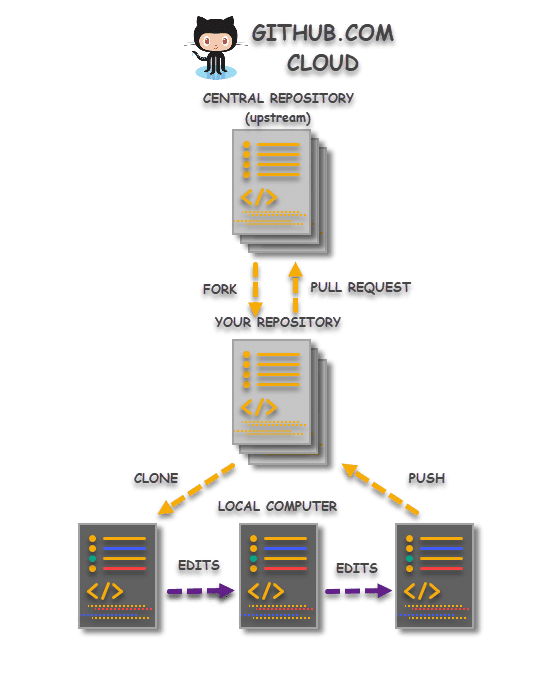 GITHUB.COM
CLOUD
CENTRAL REPOSITORY
(upstream)
</>
FORK
PULL REQUEST
YOUR REPOSITORY
</>
CLONE
PUSH
LOCAL COMPUTER
EDITS
EDITS
</>
</>
</>